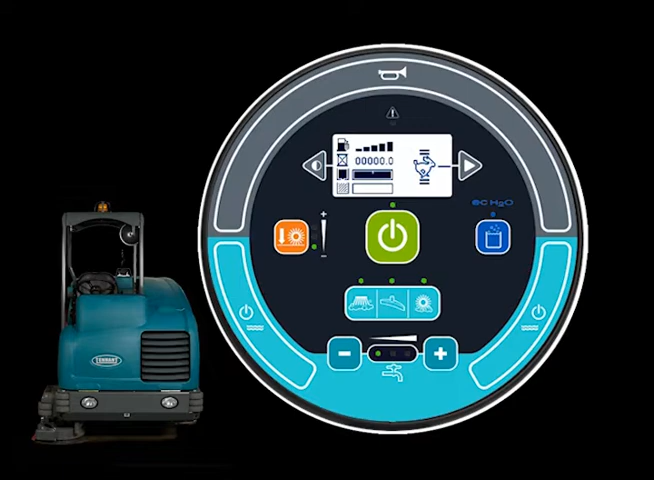 00000.0
ec H2O
+
−
− +
TENNANT